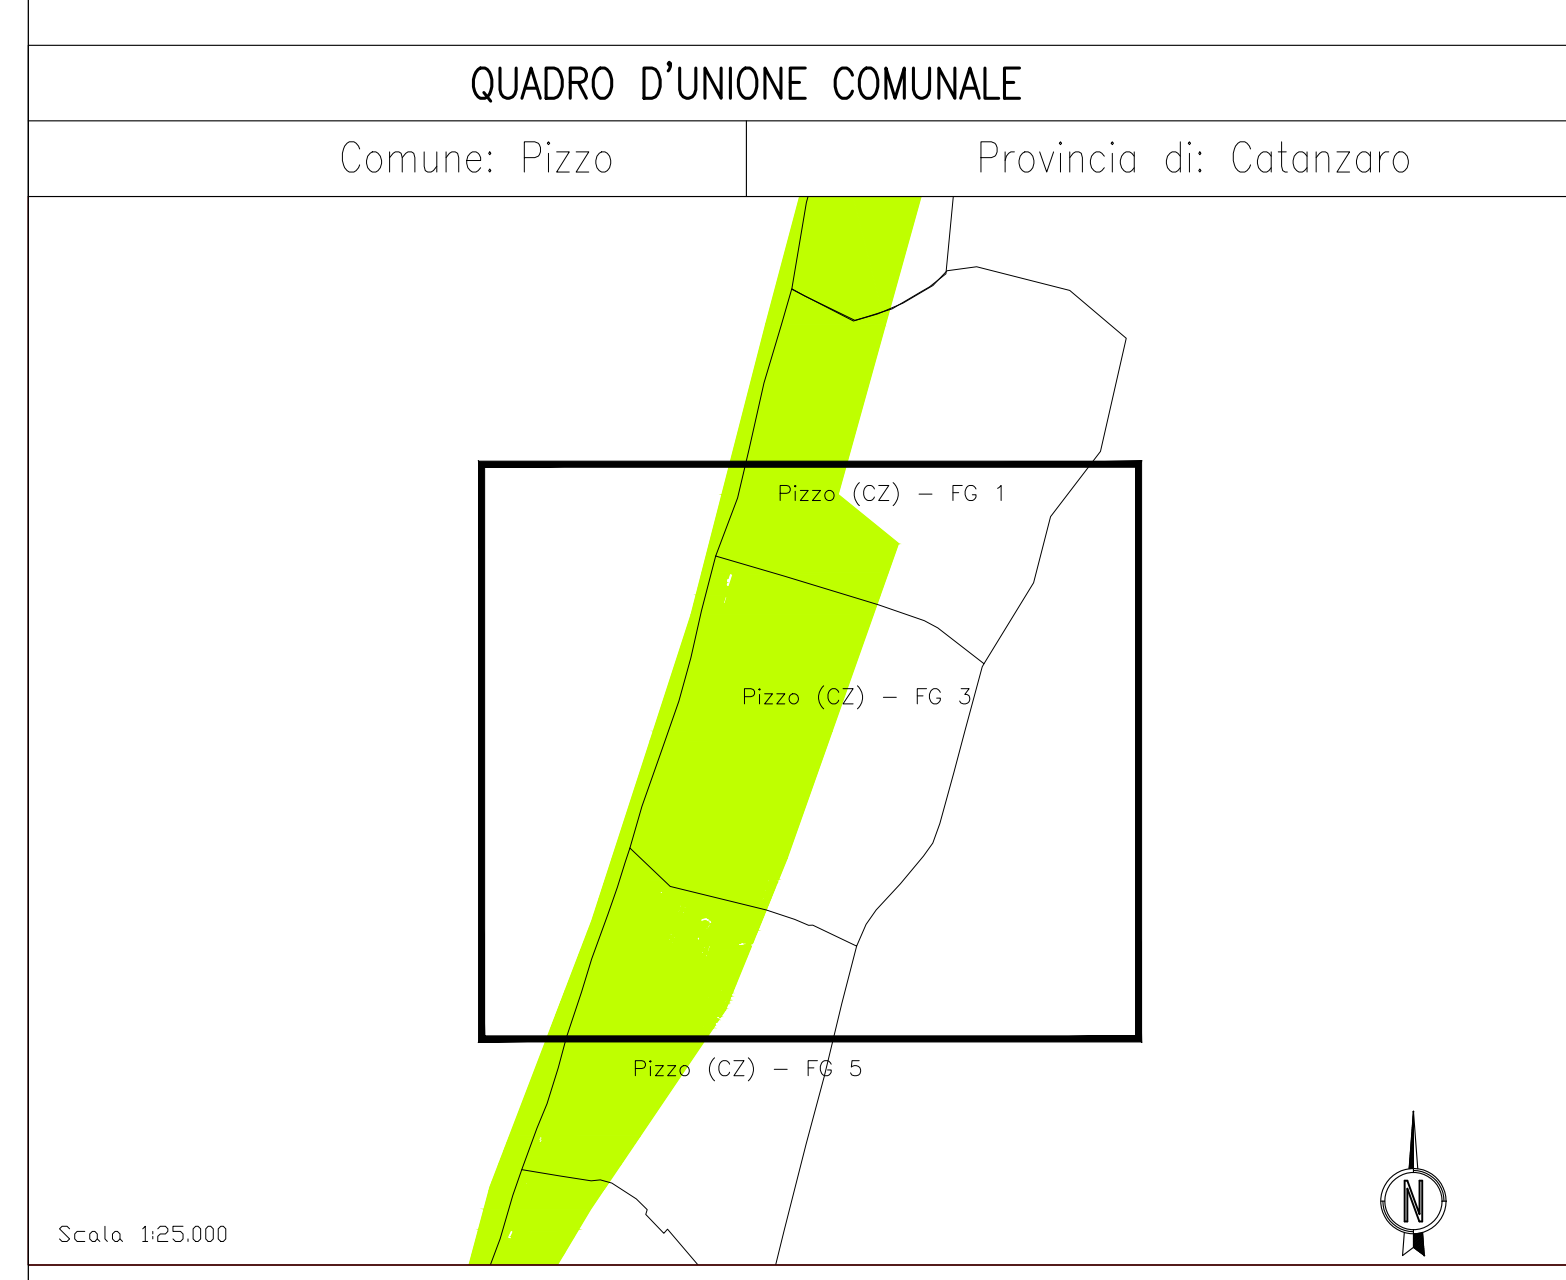 QUADRO D'UNIONE COMUNALE
Comune: Pizzo
Provincia di: Catanzaro
Pizzo (CZ) – FG 1
Pizzo (CZ) – FG 3
Pizzo (CZ) – FG 5
N
Scala 1:25.000